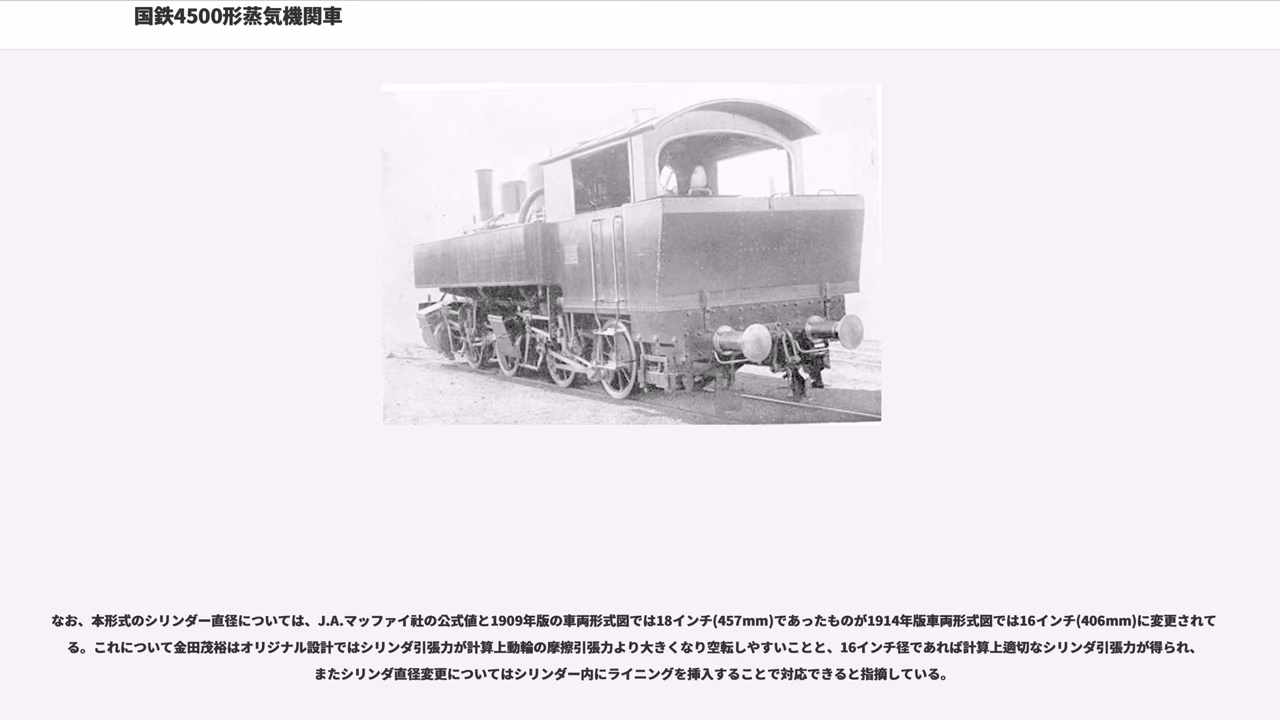 国鉄4500形蒸気機関車
なお、本形式のシリンダー直径については、J.A.マッファイ社の公式値と1909年版の車両形式図では18インチ(457mm)であったものが1914年版車両形式図では16インチ(406mm)に変更されて
る。これについて金田茂裕はオリジナル設計ではシリンダ引張力が計算上動輪の摩擦引張力より大きくなり空転しやすいことと、16インチ径であれば計算上適切なシリンダ引張力が得られ、
またシリンダ直径変更についてはシリンダー内にライニングを挿入することで対応できると指摘している。